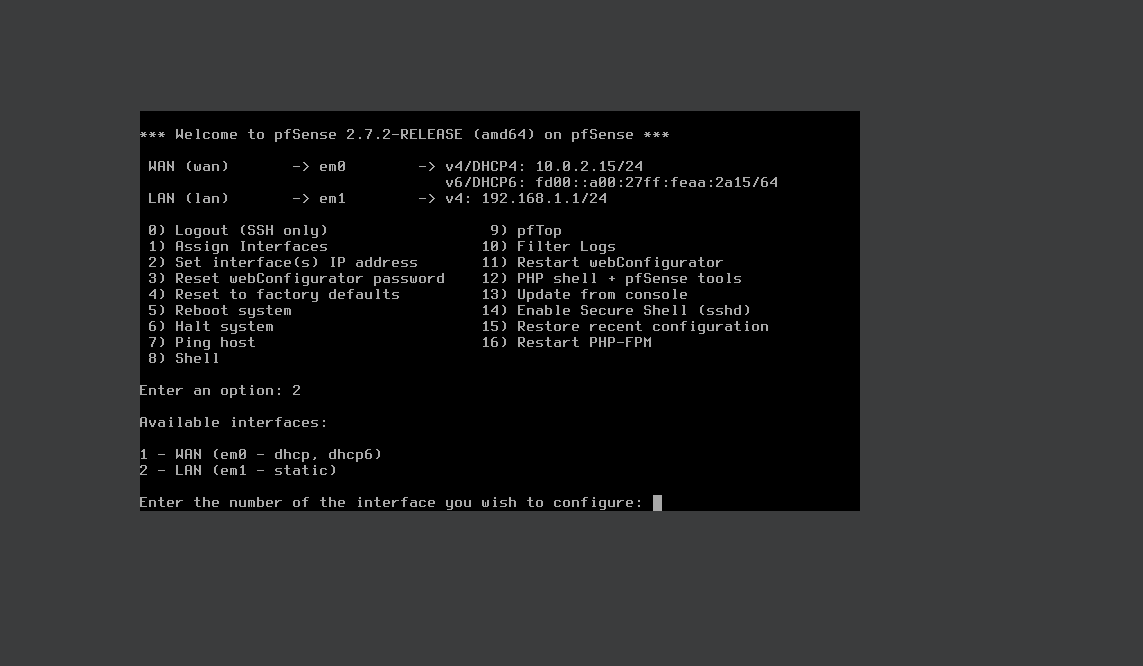 *** Welcome to pfSense 2.7.2-RELEASE (amd64) on pfSense ***
WAN (wan)       -> em0        -> v4/DHCP4: 10.0.2.15/24
v6/DHCP6: fd00::a00:27ff:feaa:2a15/64
LAN (lan)       -> em1        -> v4: 192.168.1.1/24
0) Logout (SSH only)                  9) pfTop
1) Assign Interfaces                 10) Filter Logs
2) Set interface(s) IP address       11) Restart webConfigurator
3) Reset webConfigurator password    12) PHP shell + pfSense tools
4) Reset to factory defaults         13) Update from console
5) Reboot system                     14) Enable Secure Shell (sshd)
6) Halt system                       15) Restore recent configuration
7) Ping host                         16) Restart PHP-FPM
8) Shell
Enter an option: 2
Available interfaces:
1 - WAN (em0 - dhcp, dhcp6)
2 - LAN (em1 - static)
Enter the number of the interface you wish to configure: